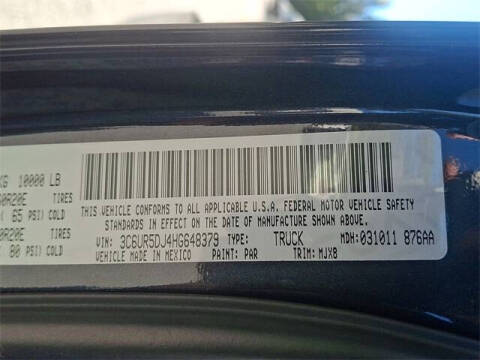 KG 10000 LB
0R20E TIRES
65 PSI/COLD
0R20E TIRES
80 PSI/COLD
THIS VEHICLE CONFORMS TO ALL APPLICABLE U.S.A. FEDERAL MOTOR VEHICLE SAFETY
STANDARDS IN EFFECT ON THE DATE OF MANUFACTURE SHOWN ABOVE.
VIN: 3C6UR5DJ4HG648379 TYPE: TRUCK MDH: 031011 876AA
VEHICLE MADE IN MEXICO PAINT: PAR TRIM: MJX8